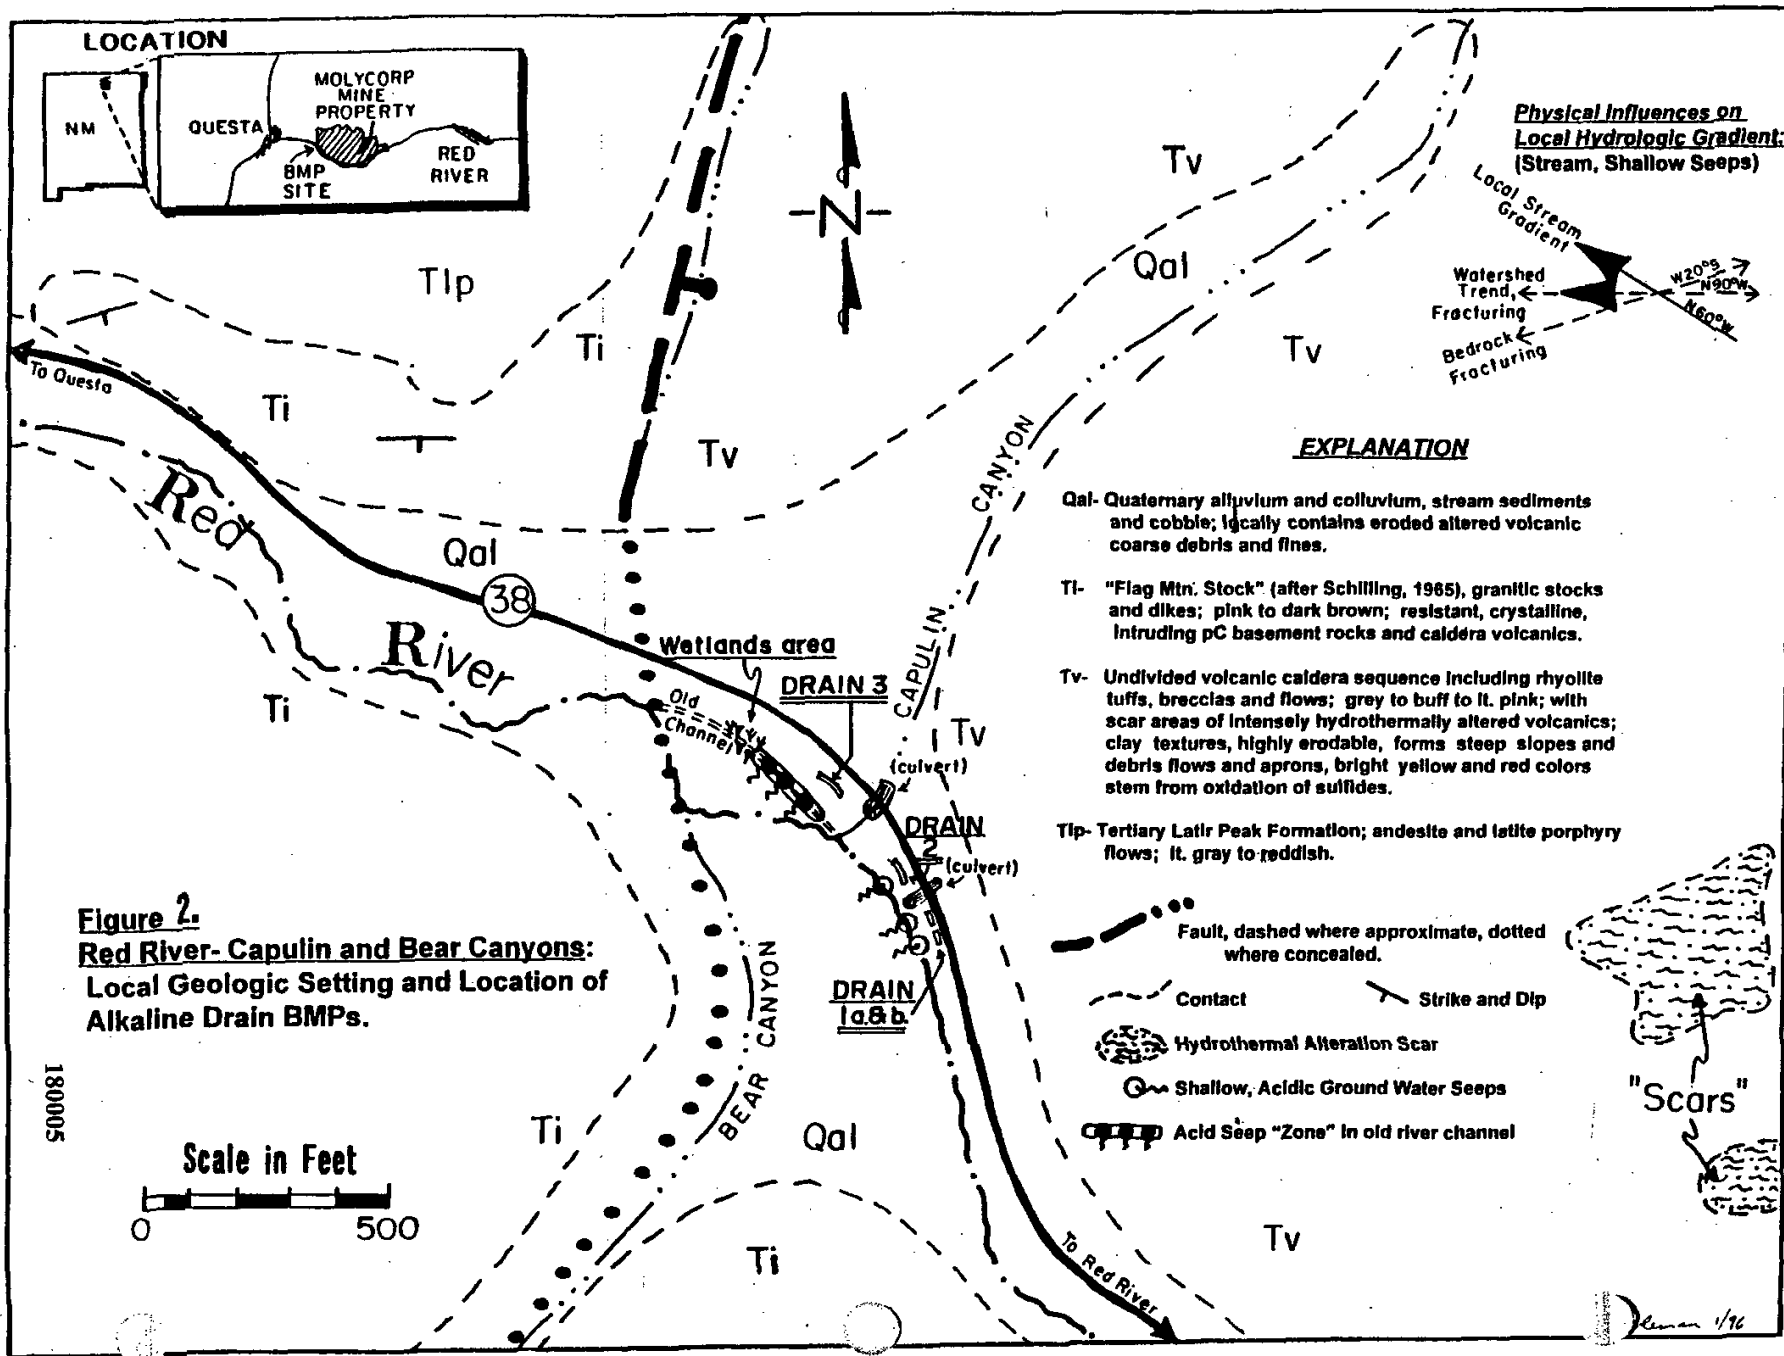 LOCATION
NM
QUESTA
MOLYCORP
MINE
PROPERTY
BMP
SITE
RED
RIVER
N
Physical Influences on
Local Hydrologic Gradient:
(Stream, Shallow Seeps)
Local Stream
Gradient
Watershed
Trend,
Fracturing
Bedrock
Fracturing
W20°S
N90°W
N60°W
Tv
Qal
Tlp
Ti
Tv
To Questa
Ti
Tv
CAPULIN CANYON
Red River
Qal
38
Ti
Wetlands area
DRAIN 3
Old
Channel
Tv
(culvert)
DRAIN
2
(culvert)
DRAIN
1a.&b.
BEAR CANYON
Ti
Qal
Ti
Tv
To Red River
EXPLANATION
Qal- Quaternary alluvium and colluvium, stream sediments
and cobble; locally contains eroded altered volcanic
coarse debris and fines.
Ti- "Flag Mtn. Stock" (after Schilling, 1965), granitic stocks
and dikes; pink to dark brown; resistant, crystalline,
intruding pC basement rocks and caldera volcanics.
Tv- Undivided volcanic caldera sequence including rhyolite
tuffs, breccias and flows; grey to buff to lt. pink; with
scar areas of intensely hydrothermally altered volcanics;
clay textures, highly erodable, forms steep slopes and
debris flows and aprons, bright yellow and red colors
stem from oxidation of sulfides.
Tlp- Tertiary Latir Peak Formation; andesite and latite porphyry
flows; lt. gray to reddish.
Fault, dashed where approximate, dotted
where concealed.
Contact
Strike and Dip
Hydrothermal Alteration Scar
Shallow, Acidic Ground Water Seeps
Acid Seep "Zone" in old river channel
"Scars"
Figure 2.
Red River- Capulin and Bear Canyons:
Local Geologic Setting and Location of
Alkaline Drain BMPs.
180005
Scale in Feet
0 500
1/96